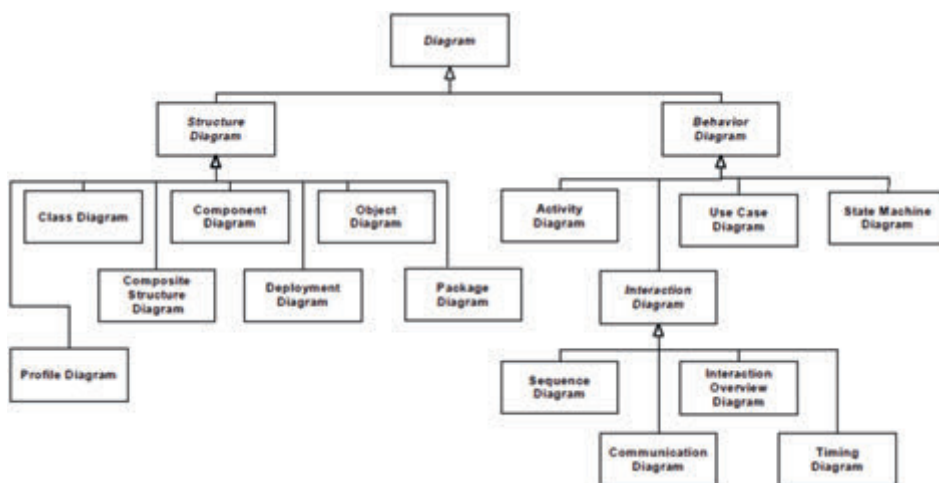 Diagram
Structure
Diagram
Behavior
Diagram
Class Diagram
Component
Diagram
Object
Diagram
Activity
Diagram
Use Case
Diagram
State Machine
Diagram
Composite
Structure
Diagram
Deployment
Diagram
Package
Diagram
Interaction
Diagram
Profile Diagram
Sequence
Diagram
Interaction
Overview
Diagram
Communication
Diagram
Timing
Diagram